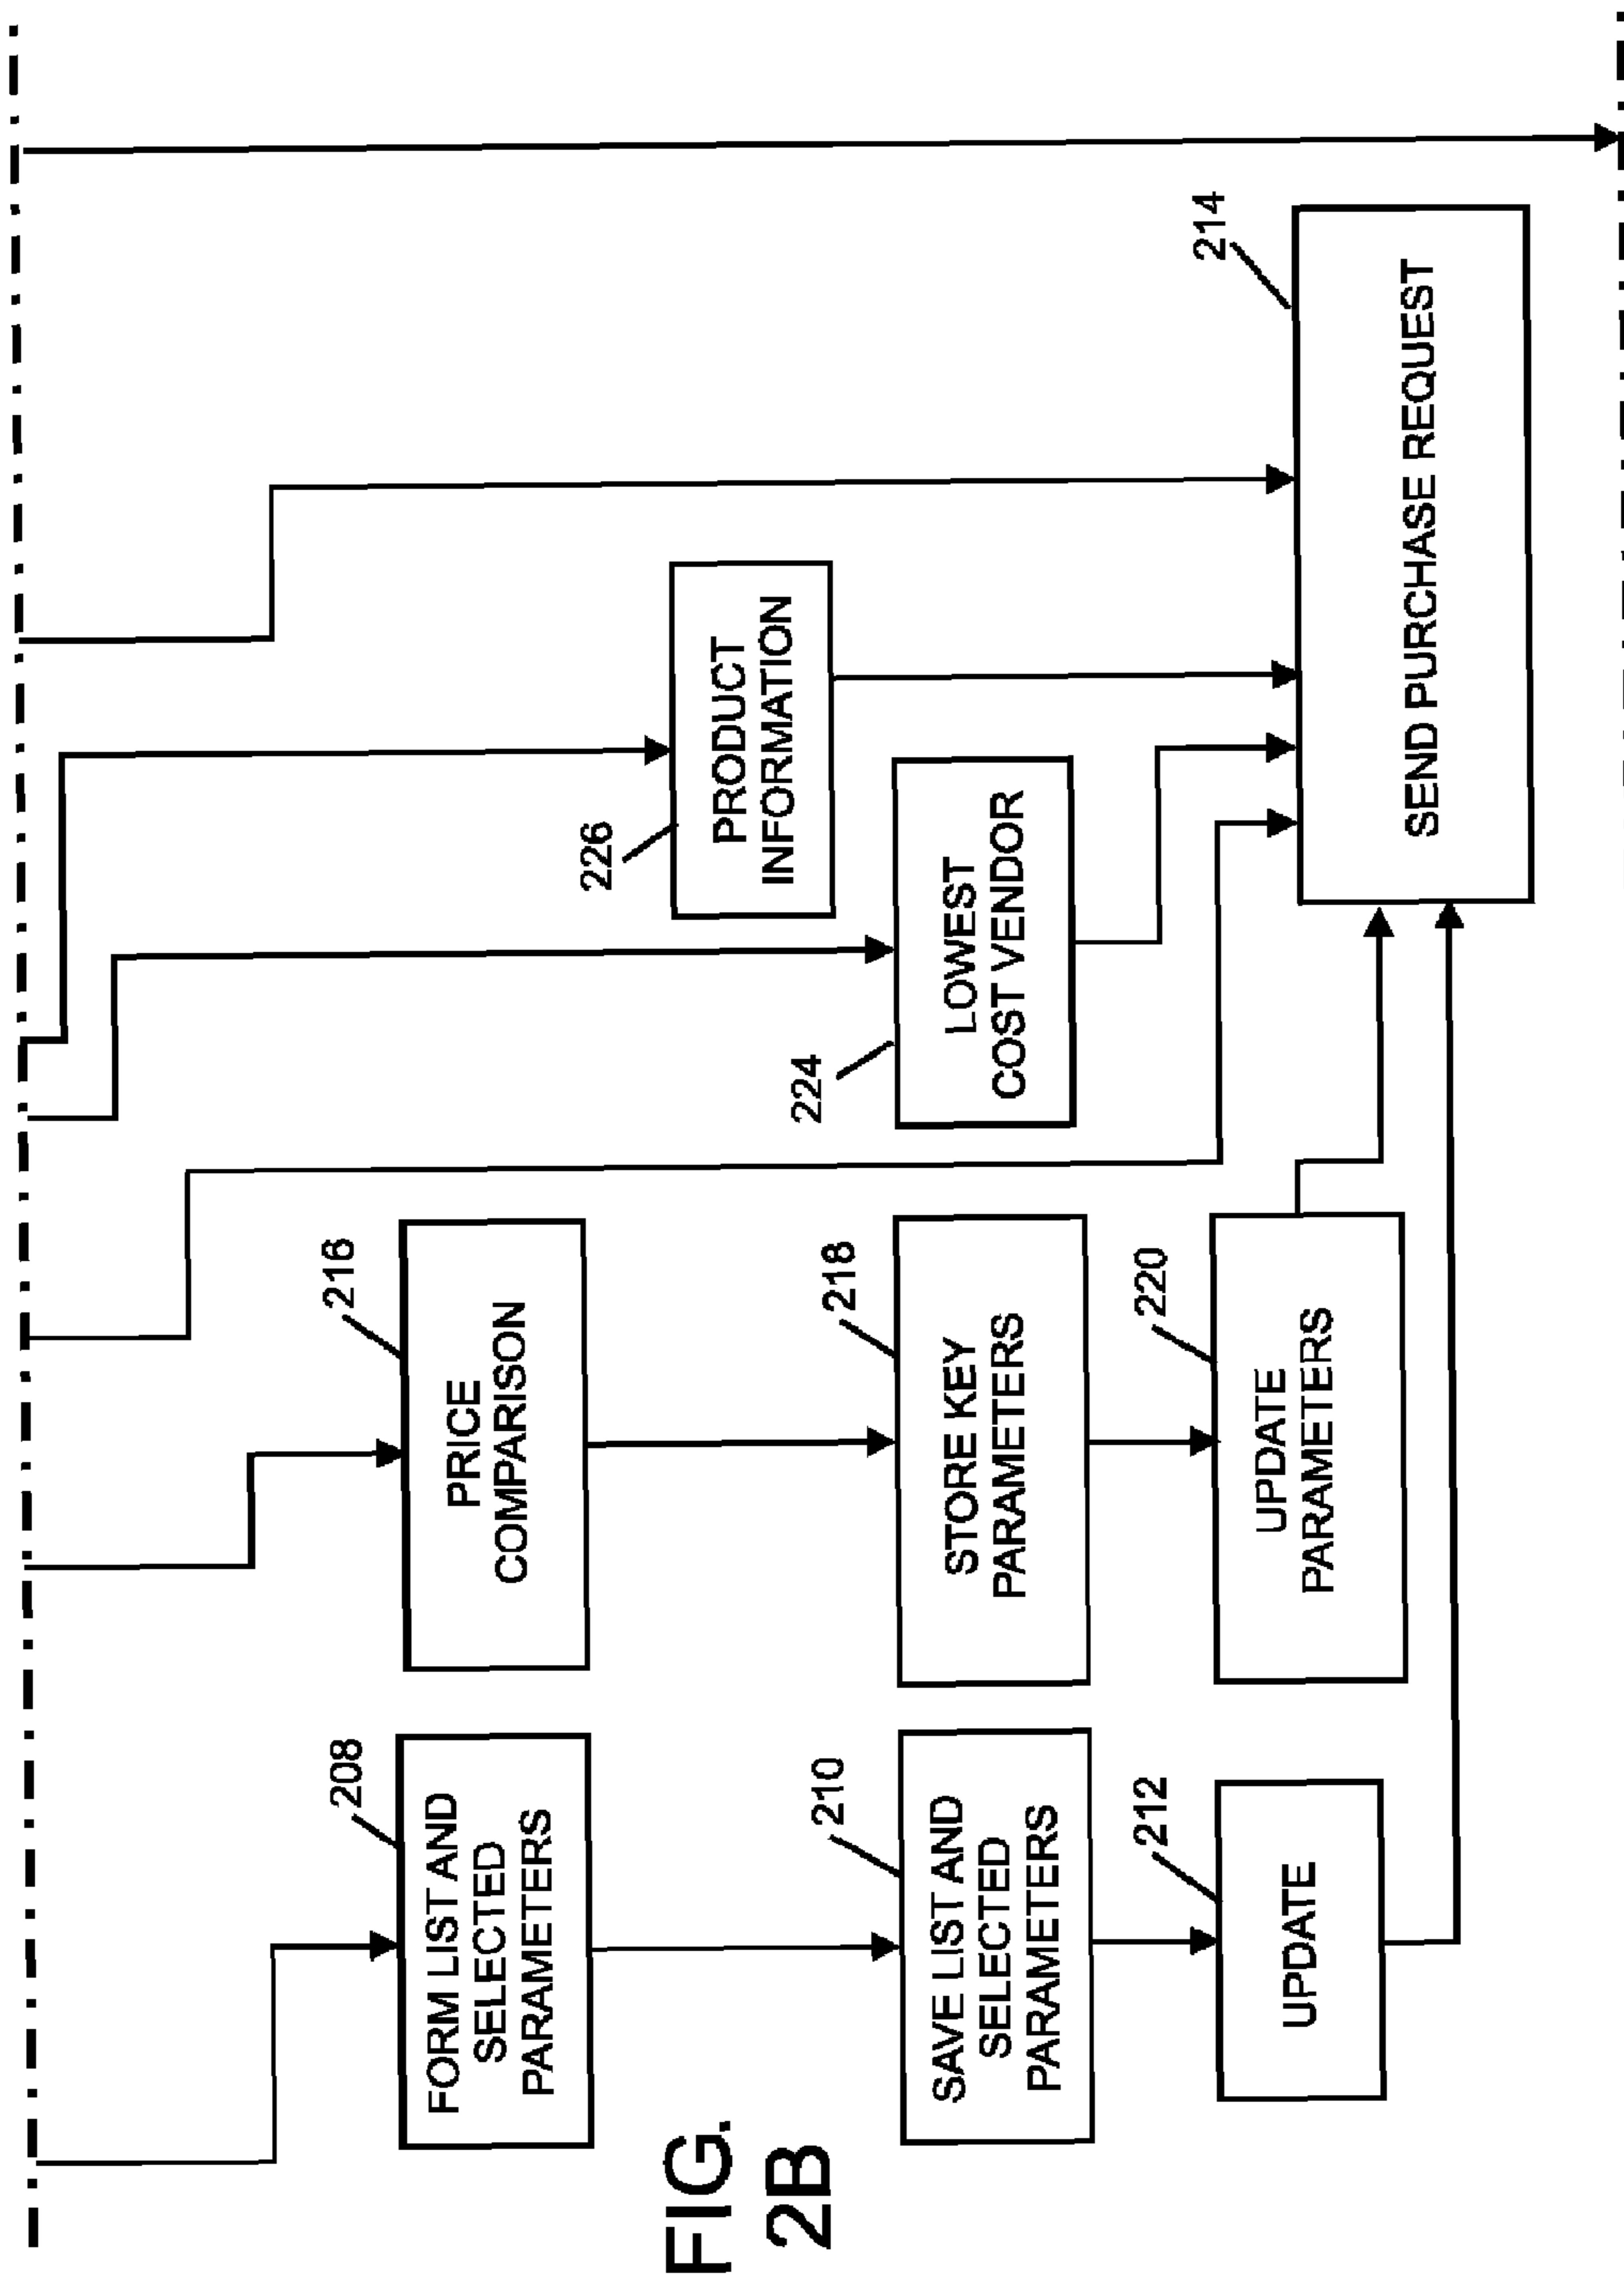 208
FORM LIST AND
SELECTED
PARAMETERS
216
PRICE
COMPARISON
226
PRODUCT
INFORMATION
210
SAVE LIST AND
SELECTED
PARAMETERS
218
STORE KEY
PARAMETERS
224
LOWEST
COST VENDOR
212
UPDATE
220
UPDATE
PARAMETERS
214
SEND PURCHASE REQUEST
FIG.
2B